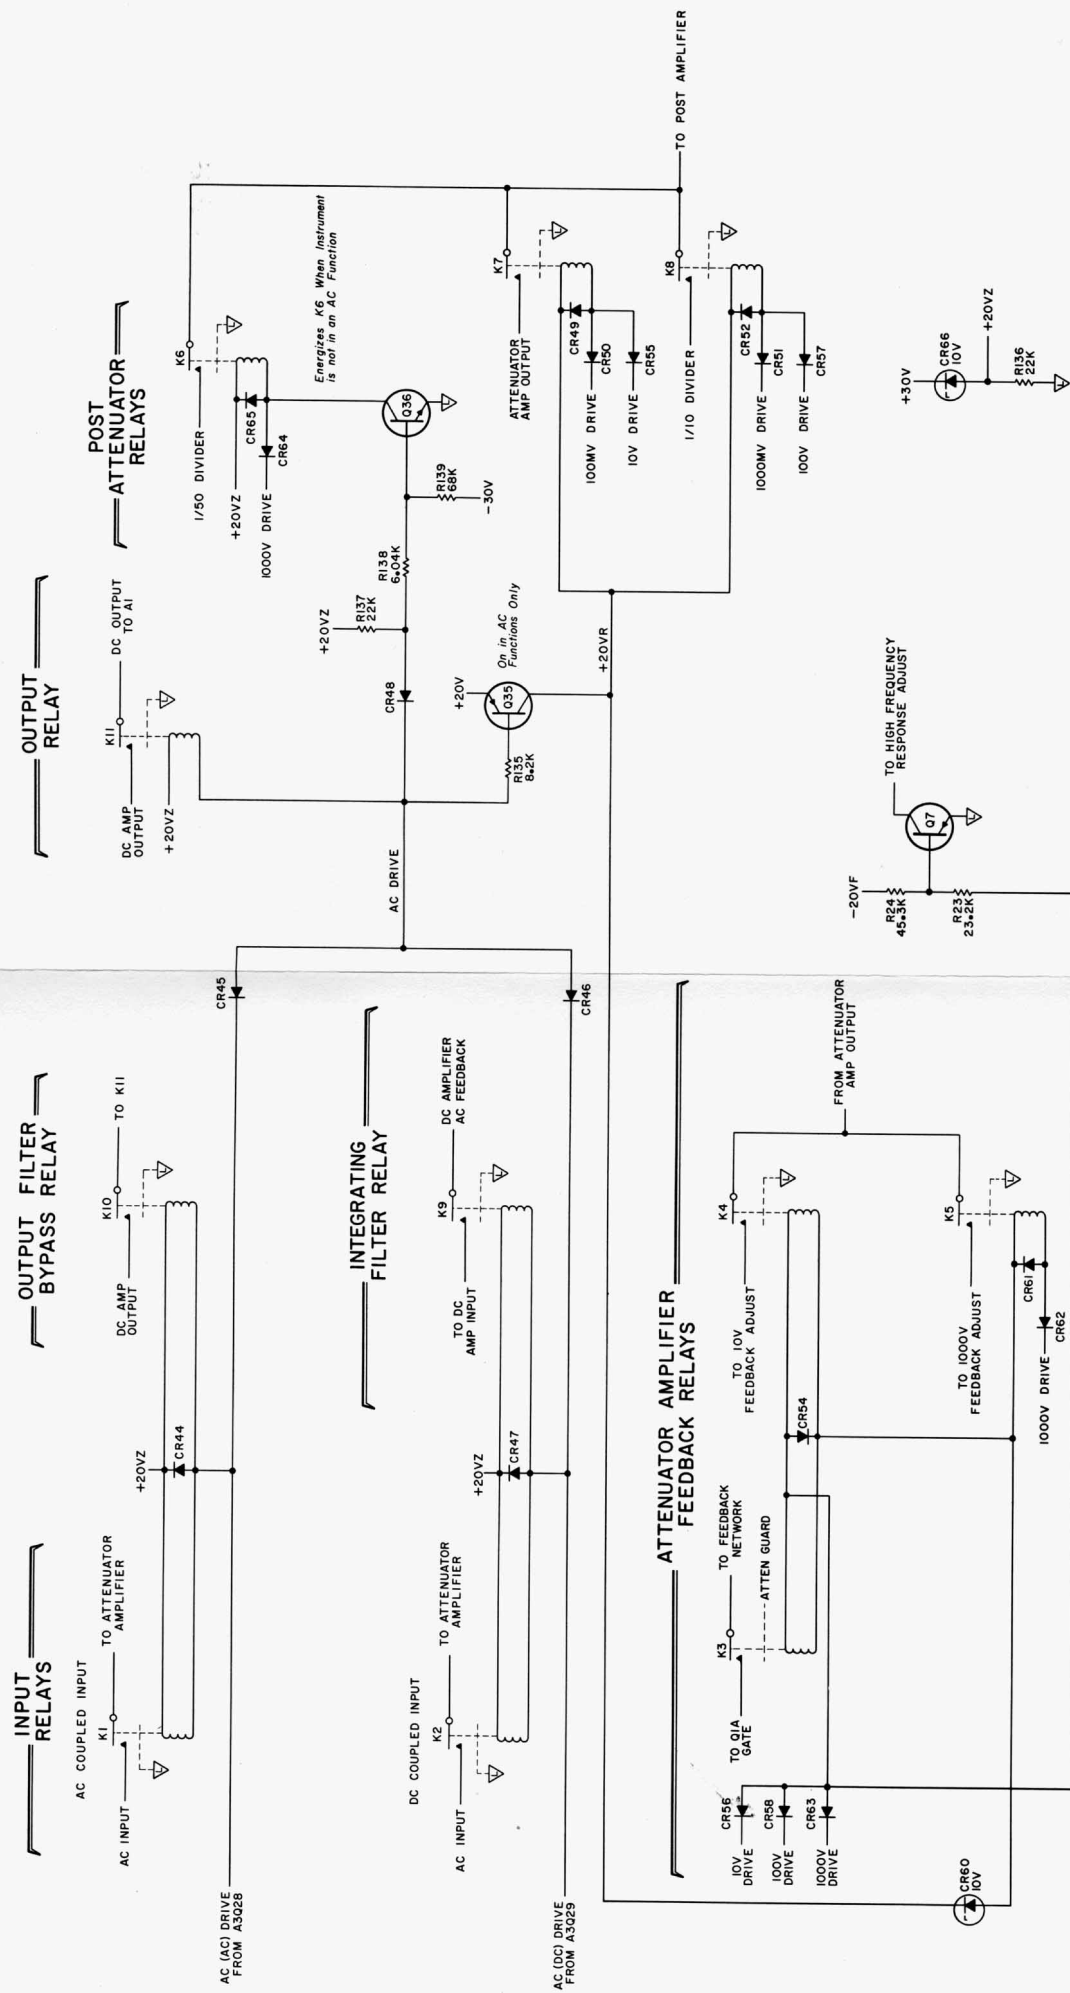 INPUT
RELAYS
AC COUPLED INPUT
K1
TO ATTENUATOR
AMPLIFIER
AC INPUT
AC (AC) DRIVE
FROM A3Q28
+20VZ
CR44
OUTPUT FILTER
BYPASS RELAY
K10
TO K11
DC AMP
OUTPUT
CR45
DC COUPLED INPUT
K2
TO ATTENUATOR
AMPLIFIER
AC INPUT
AC (DC) DRIVE
FROM A3Q29
+20VZ
CR47
INTEGRATING
FILTER RELAY
K9
DC AMPLIFIER
AC FEEDBACK
TO DC
AMP INPUT
CR46
AC DRIVE
OUTPUT
RELAY
K11
DC OUTPUT
TO A1
DC AMP
OUTPUT
+20VZ
CR48
+20VZ
R137
22K
R138
6.04K
R139
68K
-30V
Q36
Energizes K6 When Instrument
is not in an AC Function
R135
8.2K
+20V
Q35
On in AC
Functions Only
+20VR
POST
ATTENUATOR
RELAYS
K6
1/50 DIVIDER
+20VZ
CR65
1000V DRIVE
CR64
K7
ATTENUATOR
AMP OUTPUT
CR49
100MV DRIVE
CR50
10V DRIVE
CR55
K8
1/10 DIVIDER
CR52
1000MV DRIVE
CR51
100V DRIVE
CR57
TO POST AMPLIFIER
ATTENUATOR AMPLIFIER
FEEDBACK RELAYS
K3
TO FEEDBACK
NETWORK
ATTEN GUARD
TO Q1A
GATE
10V
DRIVE
CR56
100V
DRIVE
CR58
1000V
DRIVE
CR63
CR60
10V
K4
TO 10V
FEEDBACK ADJUST
CR54
FROM ATTENUATOR
AMP OUTPUT
K5
TO 1000V
FEEDBACK ADJUST
CR61
1000V DRIVE
CR62
-20VF
R24
45.3K
R23
23.2K
Q7
TO HIGH FREQUENCY
RESPONSE ADJUST
+30V
CR66
10V
+20VZ
R136
22K
L
L
L
L
L
L
L
L
L
L
L
L
L